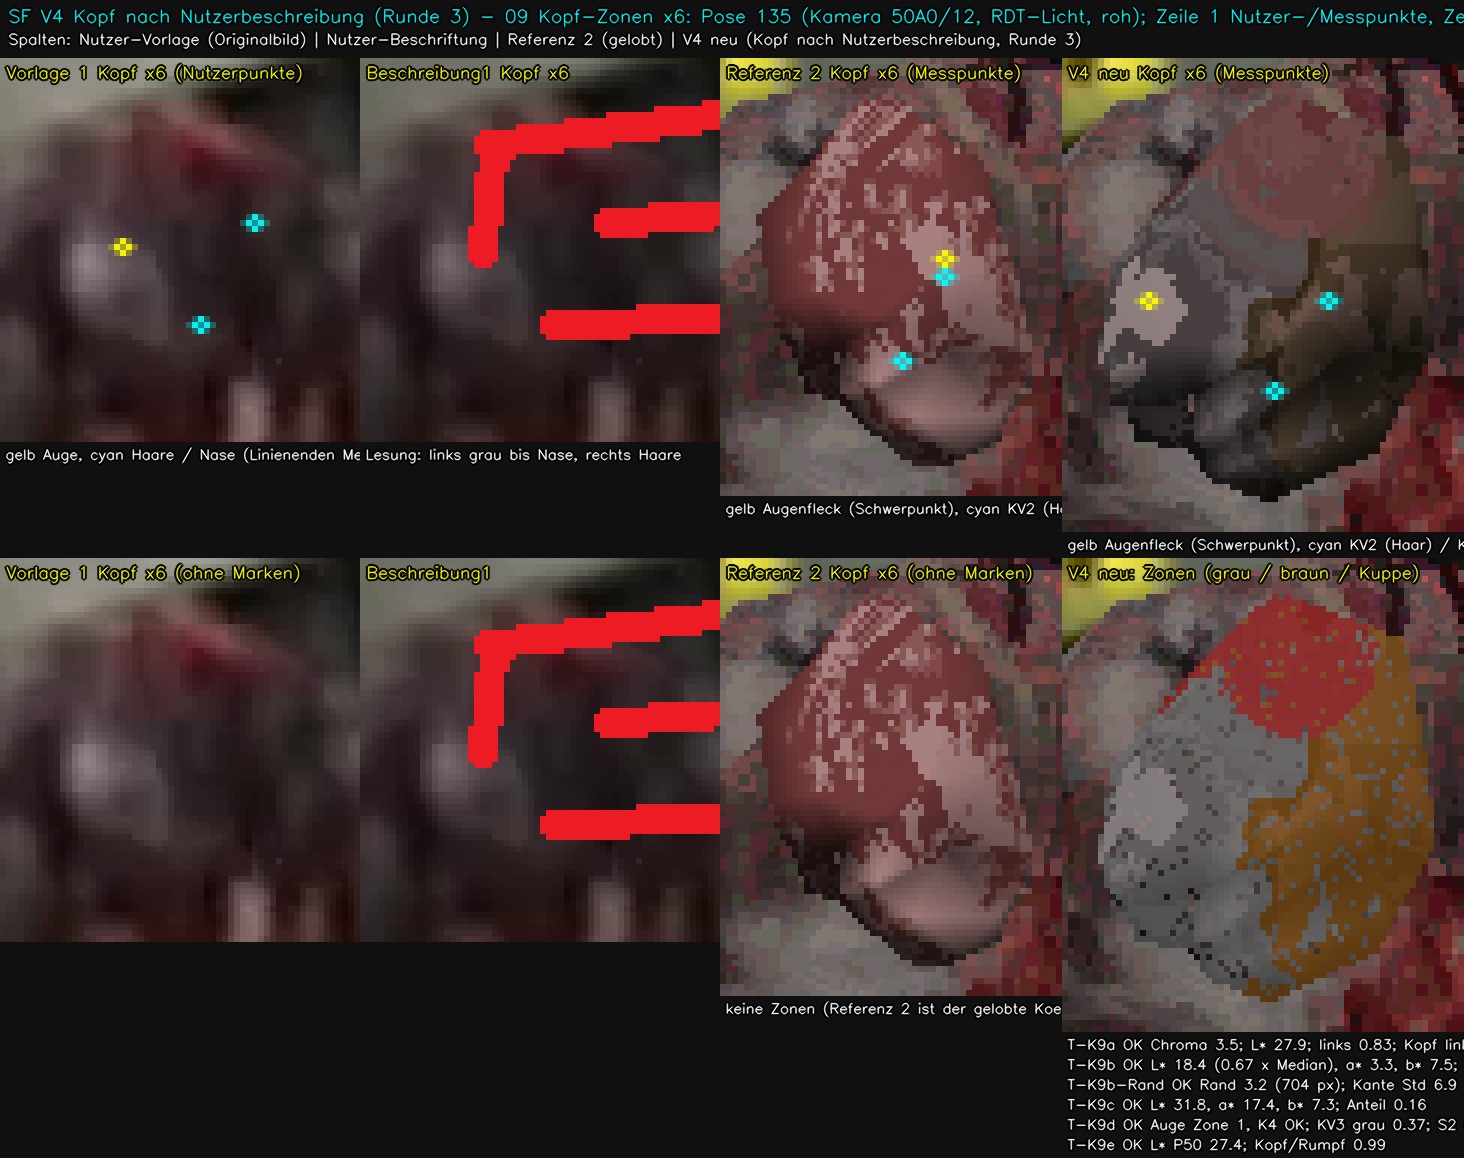 SF V4 Kopf nach Nutzerbeschreibung (Runde 3) – 09 Kopf-Zonen x6: Pose 135 (Kamera 50A0/12, RDT-Licht, roh); Zeile 1 Nutzer-/Messpunkte, Ze
Spalten: Nutzer-Vorlage (Originalbild) | Nutzer-Beschriftung | Referenz 2 (gelobt) | V4 neu (Kopf nach Nutzerbeschreibung, Runde 3)
Vorlage 1 Kopf x6 (Nutzerpunkte)
Beschreibung1 Kopf x6
Referenz 2 Kopf x6 (Messpunkte)
V4 neu Kopf x6 (Messpunkte)
gelb Auge, cyan Haare / Nase (Linienenden Me
Lesung: links grau bis Nase, rechts Haare
gelb Augenfleck (Schwerpunkt), cyan KV2 (Ha
gelb Augenfleck (Schwerpunkt), cyan KV2 (Haar) / K
Vorlage 1 Kopf x6 (ohne Marken)
Beschreibung1
Referenz 2 Kopf x6 (ohne Marken)
V4 neu: Zonen (grau / braun / Kuppe)
keine Zonen (Referenz 2 ist der gelobte Koe
T-K9a OK Chroma 3.5; L* 27.9; links 0.83; Kopf link
T-K9b OK L* 18.4 (0.67 x Median), a* 3.3, b* 7.5;
T-K9b-Rand OK Rand 3.2 (704 px); Kante Std 6.9
T-K9c OK L* 31.8, a* 17.4, b* 7.3; Anteil 0.16
T-K9d OK Auge Zone 1, K4 OK; KV3 grau 0.37; S2
T-K9e OK L* P50 27.4; Kopf/Rumpf 0.99